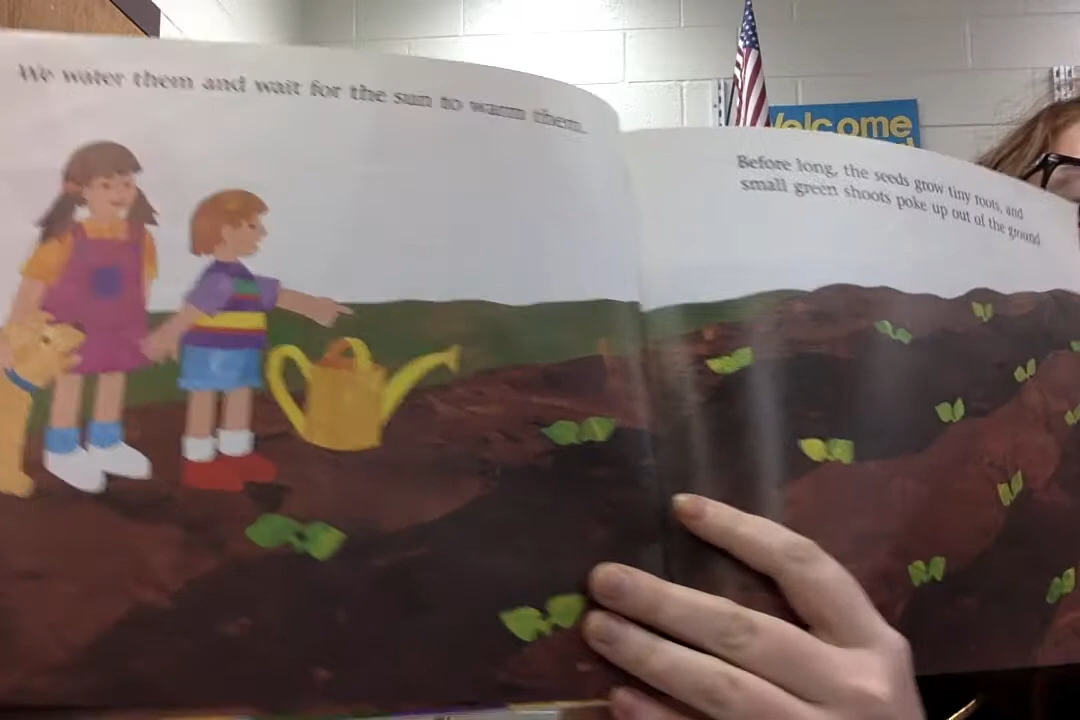 We water them and wait for the sun to warm them.
Before long, the seeds grow tiny roots, and
small green shoots poke up out of the ground
Welcome